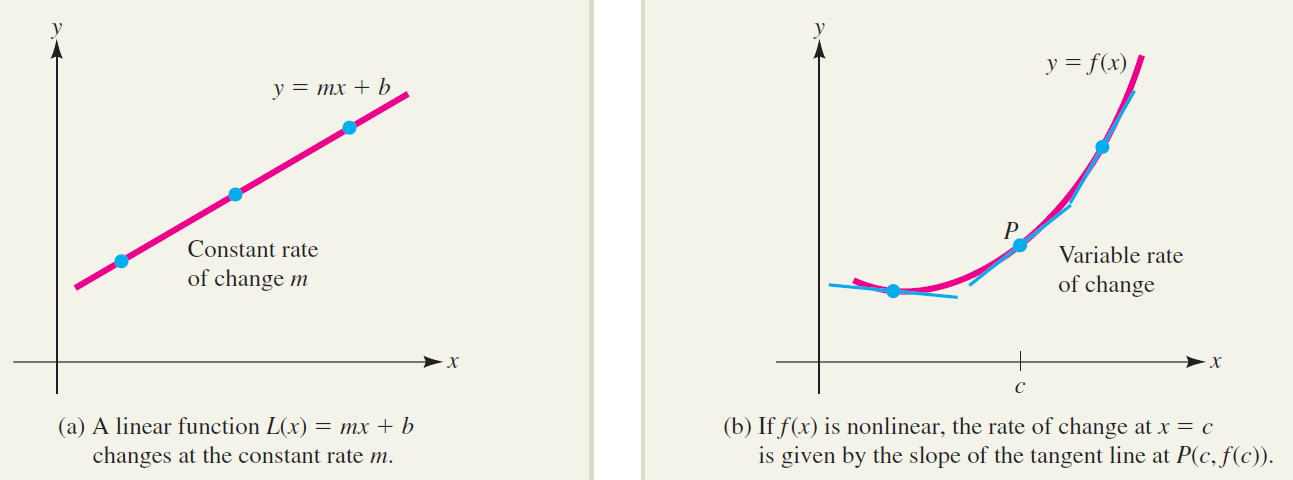 y
y = mx + b
Constant rate
of change m
x
(a) A linear function L(x) = mx + b
changes at the constant rate m.
y
y = f(x)
P
Variable rate
of change
x
c
(b) If f(x) is nonlinear, the rate of change at x = c
is given by the slope of the tangent line at P(c, f(c)).